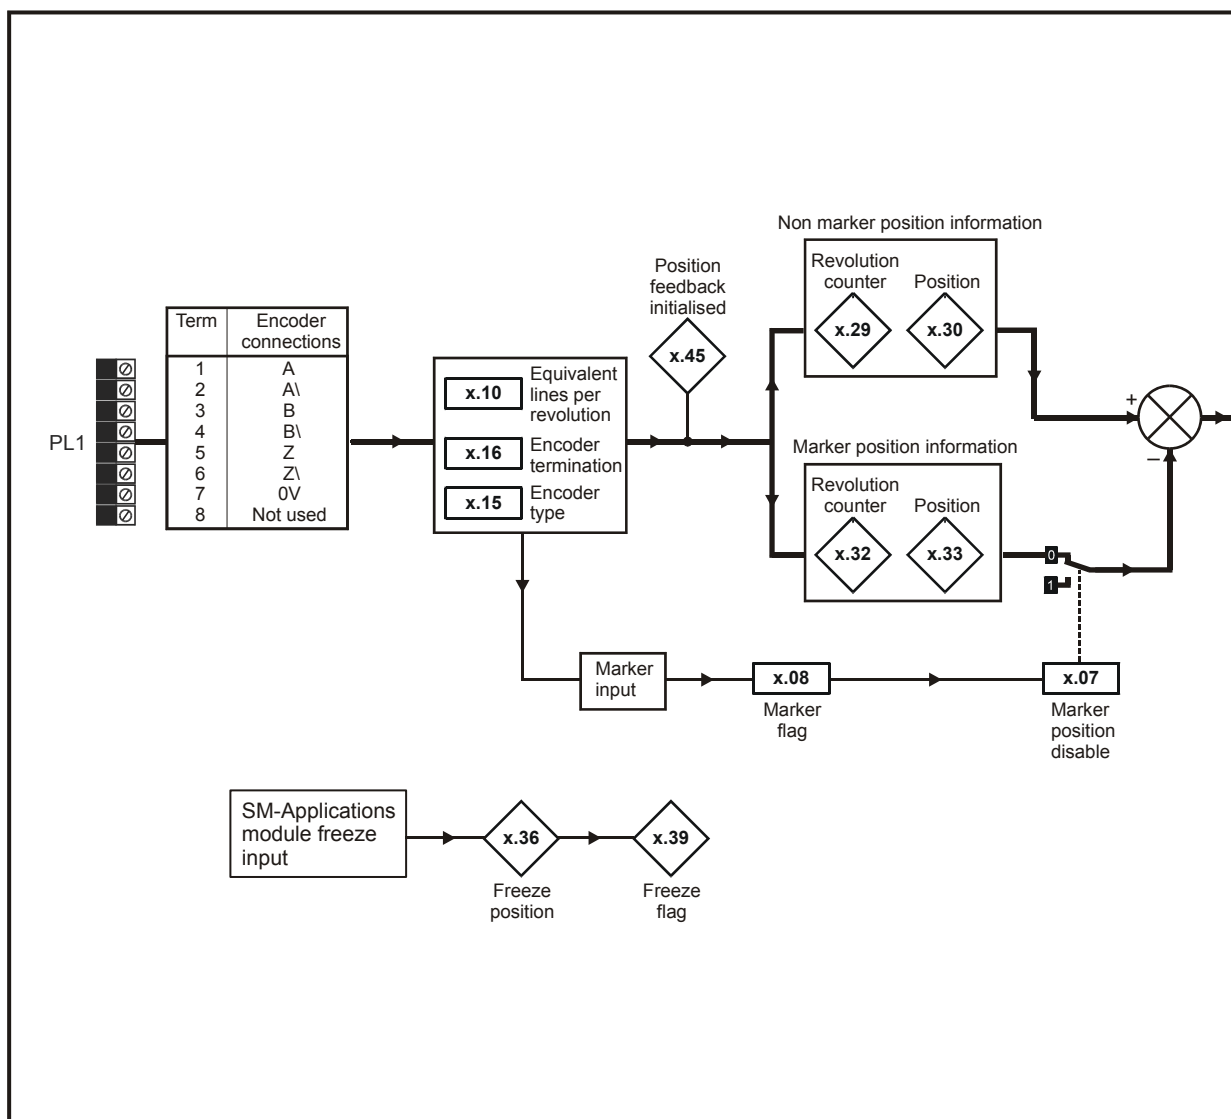 Non marker position information
Revolution
counter
Position
x.29
x.30
Position
feedback
initialised
x.45
Term
Encoder
connections
1 A
2 A\
3 B
4 B\
5 Z
6 Z\
7 0V
8 Not used
PL1
x.10
Equivalent
lines per
revolution
x.16
Encoder
termination
x.15
Encoder
type
+
−
Marker position information
Revolution
counter
Position
x.32
x.33
0
1
Marker
input
x.08
Marker
flag
x.07
Marker
position
disable
SM-Applications
module freeze
input
x.36
Freeze
position
x.39
Freeze
flag